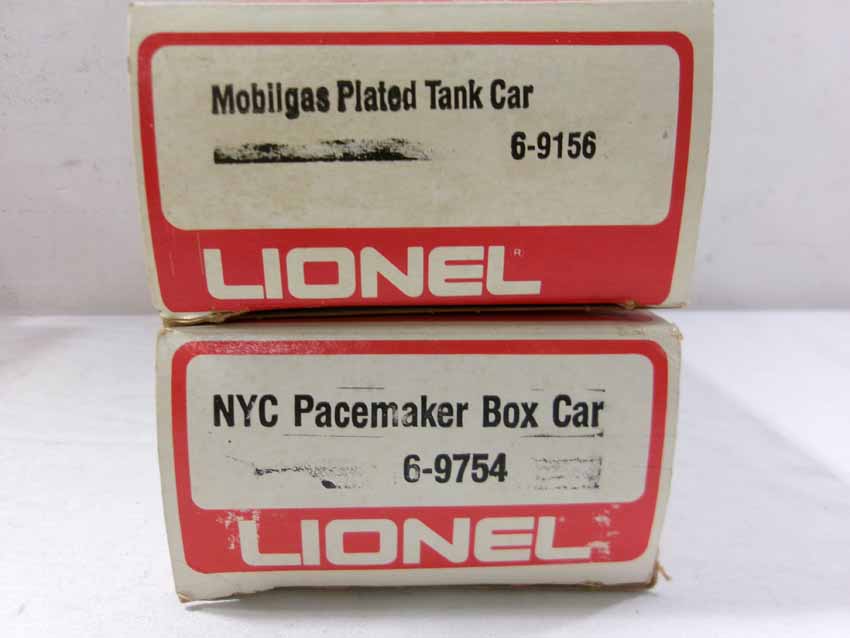 Mobilgas Plated Tank Car
6-9156
LIONEL®
NYC Pacemaker Box Car
6-9754
LIONEL